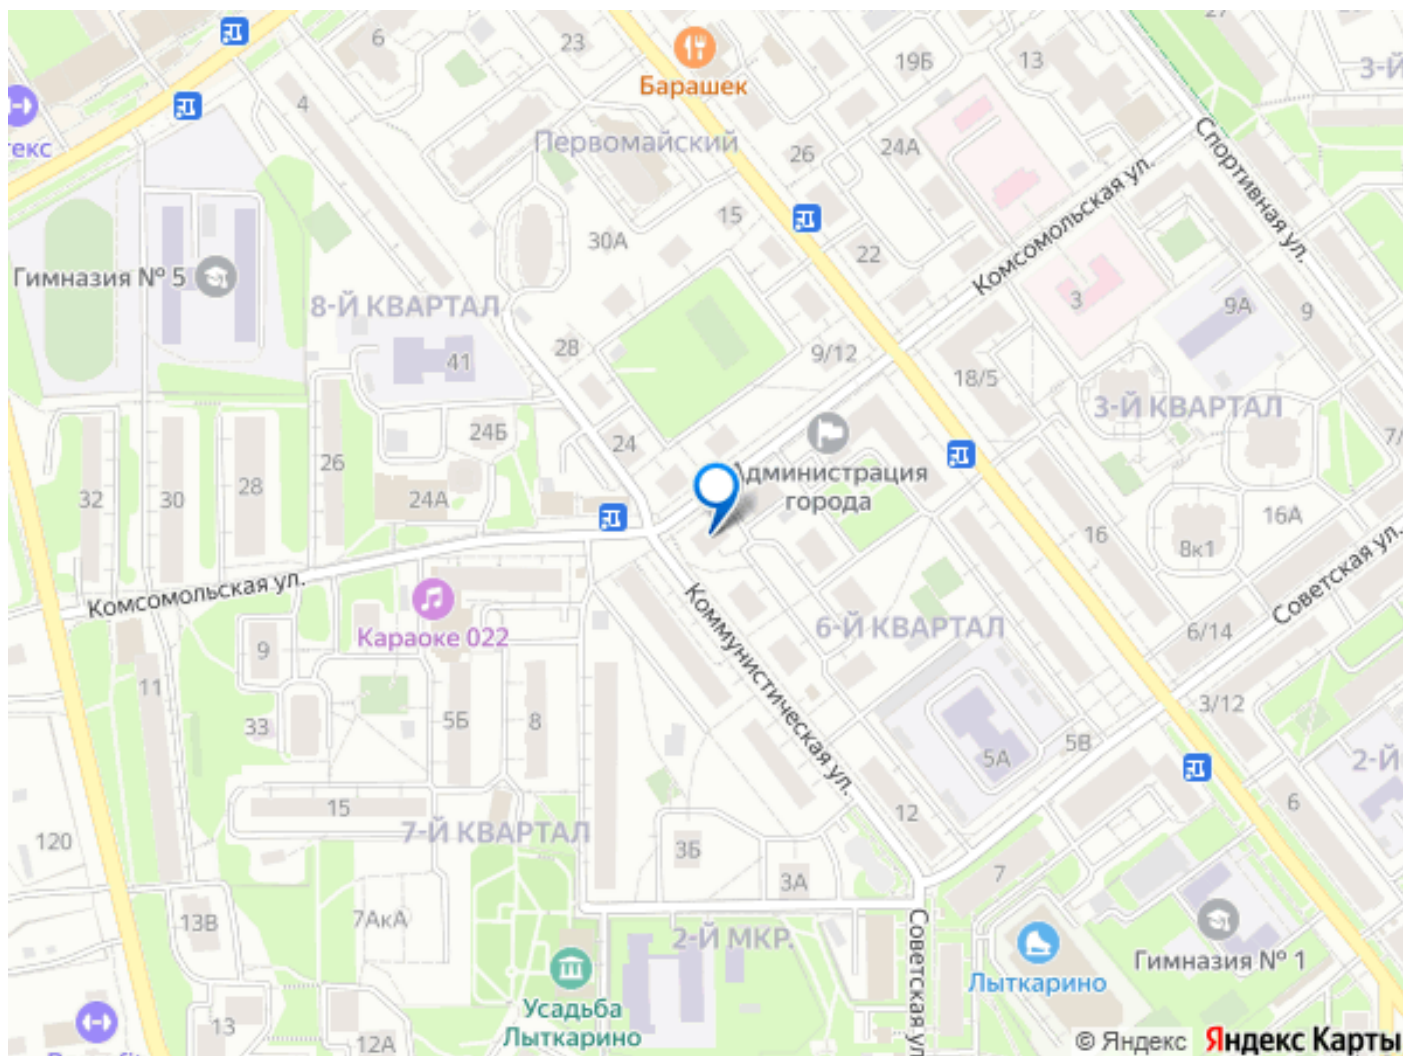 6
23
Барашек
19Б
13
27
3-Й
4
текс
Первомайский
26
24А
Спортивная ул.
Комсомольская ул.
15
30А
22
Гимназия № 5
3
9А
9
8-Й КВАРТАЛ
28
9/12
41
18/5
3-Й КВАРТАЛ
24Б
24
26
7/
32
30
28
24А
Администрация
города
16
16А
8к1
Комсомольская ул.
Караоке 022
Коммунистическая ул.
6-Й КВАРТАЛ
Советская ул.
6/14
9
11
33
5Б
8
3/12
5А
5В
2-Й
15
7-Й КВАРТАЛ
12
6
120
3Б
3А
7
13В
7АкА
2-Й МКР.
Советская ул
Гимназия № 1
Лыткарино
Усадьба
Лыткарино
13
12А
© Яндекс
Яндекс Карты